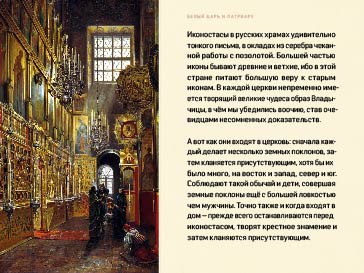 БЕЛЫЙ ЦАРЬ И ПАТРИАРХ
Иконостасы в русских храмах удивительно
тонкого письма, в окладах из серебра чекан-
ной работы с позолотой. Большей частью
иконы бывают древние и ветхие, ибо в этой
стране питают большую веру к старым
иконам. В каждой церкви непременно име-
ется творящий великие чудеса образ Влады-
чицы, в чём мы убедились воочию, став оче-
видцами несомненных доказательств.
А вот как они входят в церковь: сначала каж-
дый делает несколько земных поклонов, за-
тем кланяется присутствующим, хотя бы их
было много, на восток и запад, север и юг.
Соблюдают такой обычай и дети, совершая
земные поклоны ещё с большей ловкостью
чем мужчины. Точно также и когда входят в
дом – прежде всего останавливаются перед
иконостасом, творят крестное знамение и
затем кланяются присутствующим.